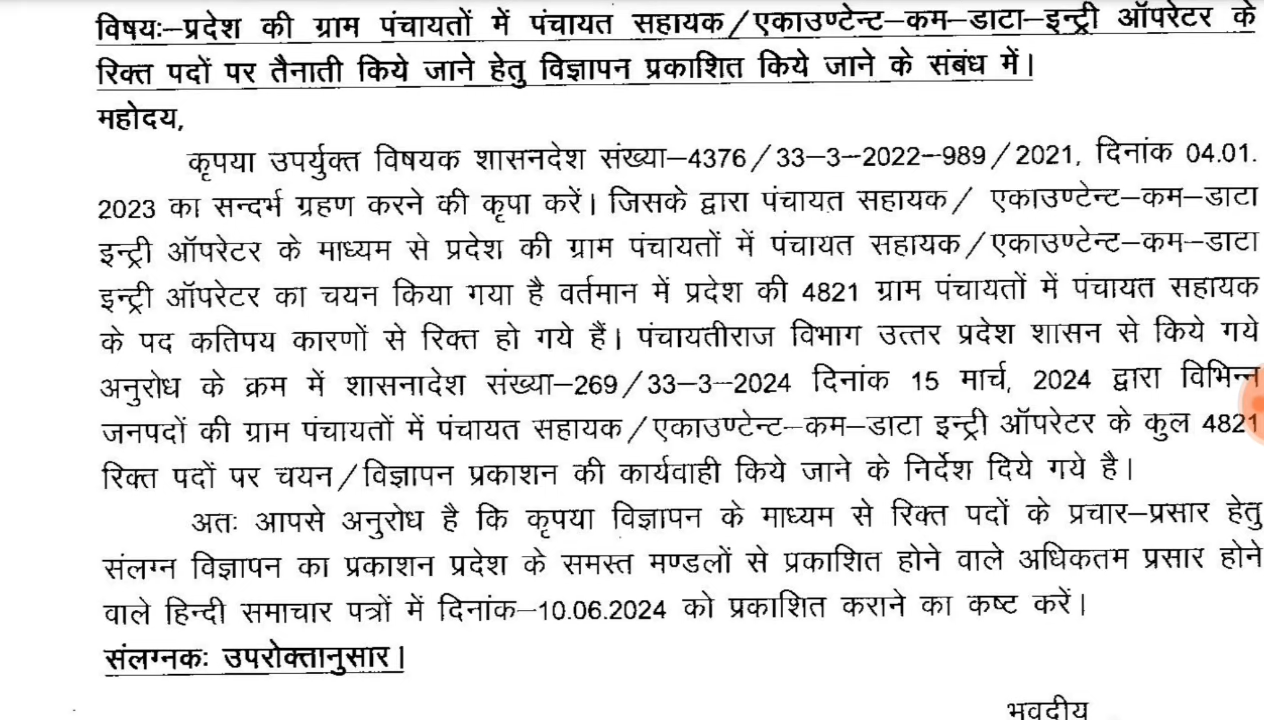 विषयः–प्रदेश की ग्राम पंचायतों में पंचायत सहायक/एकाउण्टेन्ट–कम–डाटा–इन्ट्री ऑपरेटर के
रिक्त पदों पर तैनाती किये जाने हेतु विज्ञापन प्रकाशित किये जाने के संबंध में।
महोदय,
कृपया उपर्युक्त विषयक शासनदेश संख्या–4376/33–3–2022–989/2021, दिनांक 04.01.
2023 का सन्दर्भ ग्रहण करने की कृपा करें। जिसके द्वारा पंचायत सहायक/ एकाउण्टेन्ट–कम–डाटा
इन्ट्री ऑपरेटर के माध्यम से प्रदेश की ग्राम पंचायतों में पंचायत सहायक/एकाउण्टेन्ट–कम–डाटा
इन्ट्री ऑपरेटर का चयन किया गया है वर्तमान में प्रदेश की 4821 ग्राम पंचायतों में पंचायत सहायक
के पद कतिपय कारणों से रिक्त हो गये हैं। पंचायतीराज विभाग उत्तर प्रदेश शासन से किये गये
अनुरोध के क्रम में शासनादेश संख्या–269/33–3–2024 दिनांक 15 मार्च, 2024 द्वारा विभिन्न
जनपदों की ग्राम पंचायतों में पंचायत सहायक/एकाउण्टेन्ट–कम–डाटा इन्ट्री ऑपरेटर के कुल 4821
रिक्त पदों पर चयन/विज्ञापन प्रकाशन की कार्यवाही किये जाने के निर्देश दिये गये है।
अतः आपसे अनुरोध है कि कृपया विज्ञापन के माध्यम से रिक्त पदों के प्रचार–प्रसार हेतु
संलग्न विज्ञापन का प्रकाशन प्रदेश के समस्त मण्डलों से प्रकाशित होने वाले अधिकतम प्रसार होने
वाले हिन्दी समाचार पत्रों में दिनांक–10.06.2024 को प्रकाशित कराने का कष्ट करें।
संलग्नकः उपरोक्तानुसार।
भवदीय